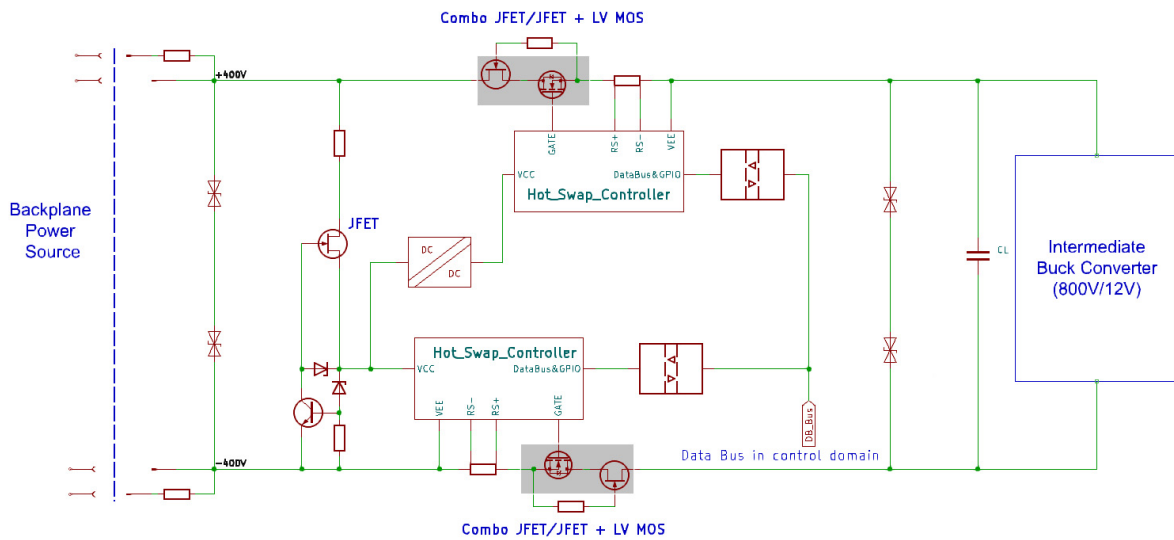 Combo JFET/JFET + LV MOS
+400V
GATE
RS+
RS-
VEE
VCC
DataBus&GPIO
Hot_Swap_Controller
Backplane
Power
Source
JFET
DC
DC
CL
Intermediate
Buck Converter
(800V/12V)
Hot_Swap_Controller
VCC
DataBus&GPIO
VEE
RS-
RS+
GATE
DB_Bus
Data Bus in control domain
-400V
Combo JFET/JFET + LV MOS